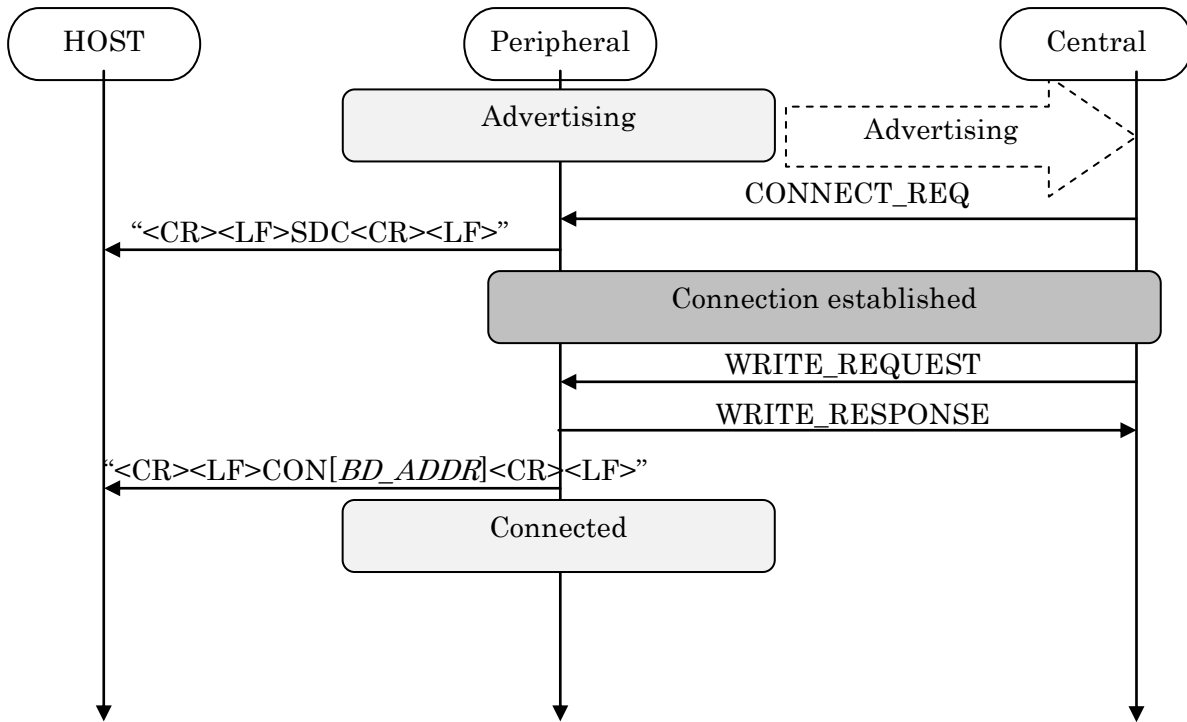 HOST
Peripheral
Central
Advertising
Advertising
CONNECT_REQ
“<CR><LF>SDC<CR><LF>”
Connection established
WRITE_REQUEST
WRITE_RESPONSE
“<CR><LF>CON[BD_ADDR]<CR><LF>”
Connected